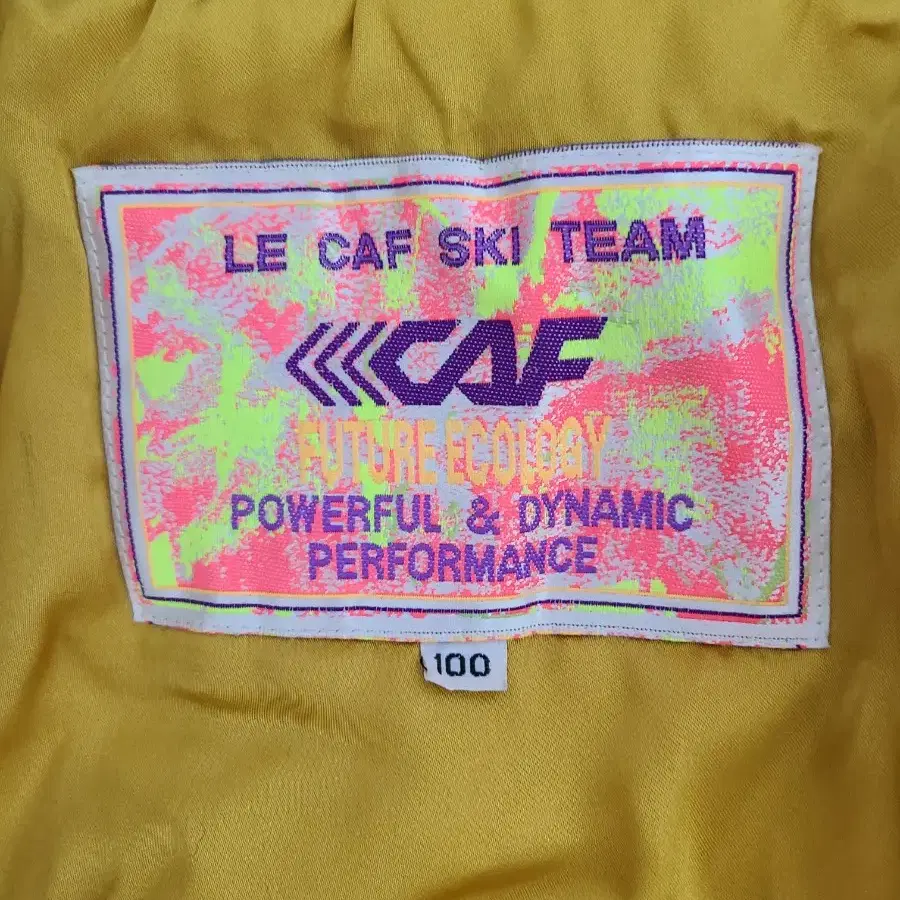 LE CAF SKI TEAM
CAF
FUTURE ECOLOGY
POWERFUL & DYNAMIC
PERFORMANCE
100